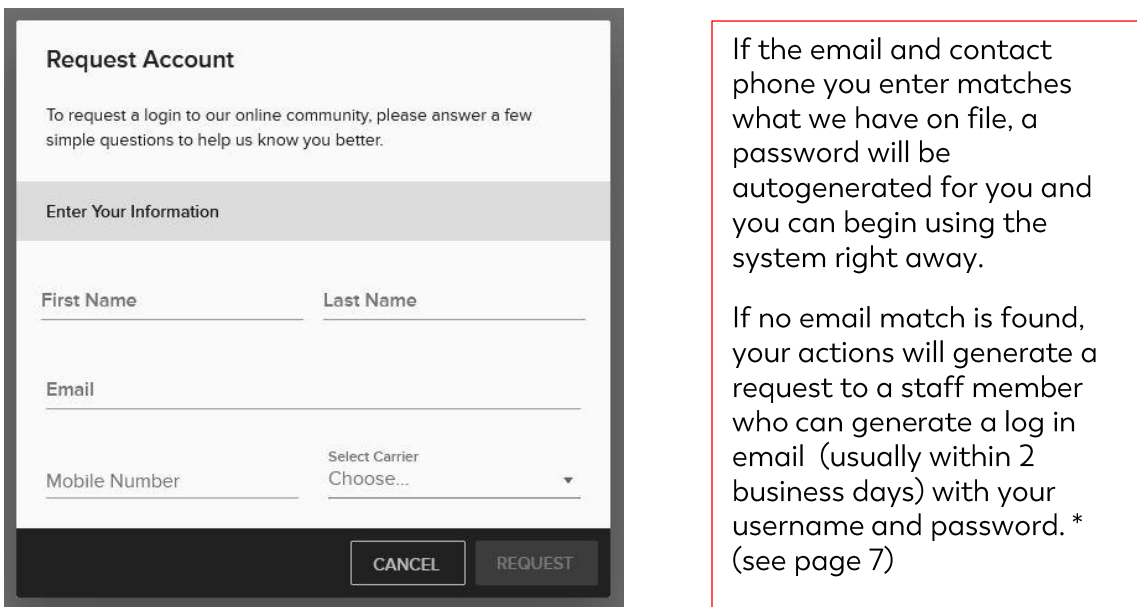 Request Account
To request a login to our online community, please answer a few
simple questions to help us know you better.
Enter Your Information
First Name
Last Name
Email
Mobile Number
Select Carrier
Choose...
CANCEL
REQUEST
If the email and contact
phone you enter matches
what we have on file, a
password will be
autogenerated for you and
you can begin using the
system right away.
If no email match is found,
your actions will generate a
request to a staff member
who can generate a log in
email  (usually within 2
business days) with your
username and password. *
(see page 7)